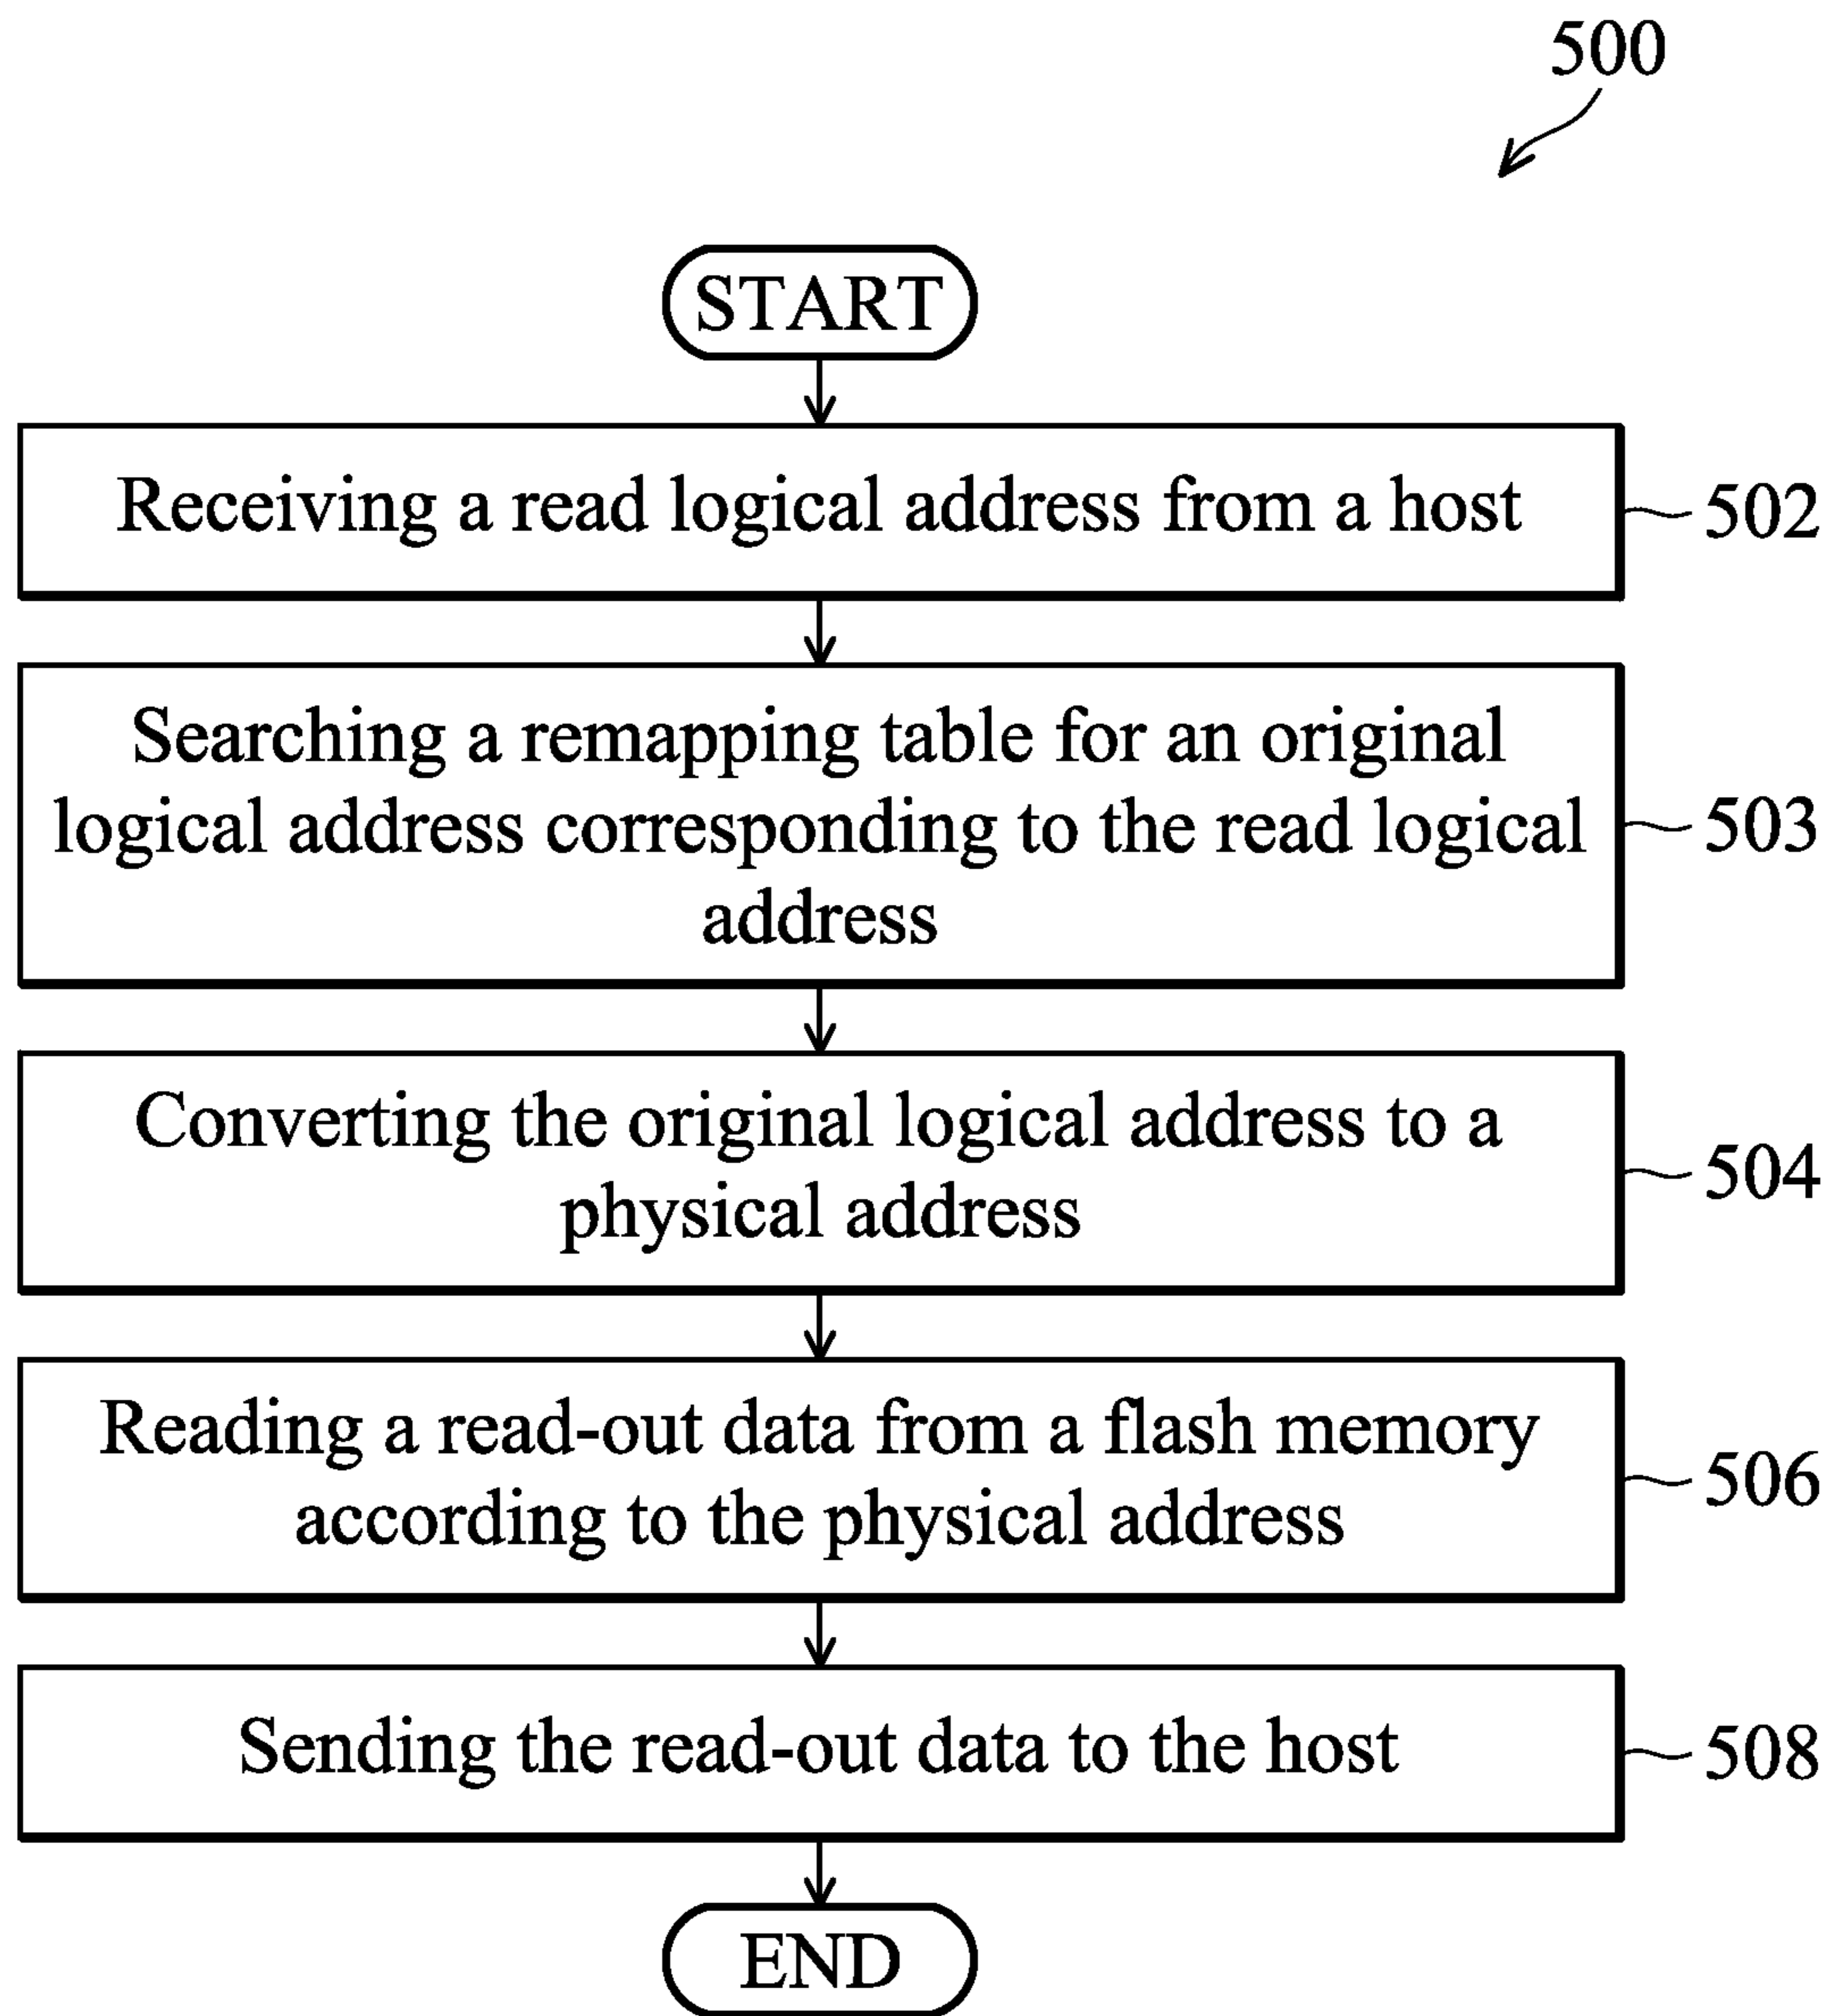 500
START
Receiving a read logical address from a host
502
Searching a remapping table for an original
logical address corresponding to the read logical
address
503
Converting the original logical address to a
physical address
504
Reading a read-out data from a flash memory
according to the physical address
506
Sending the read-out data to the host
508
END